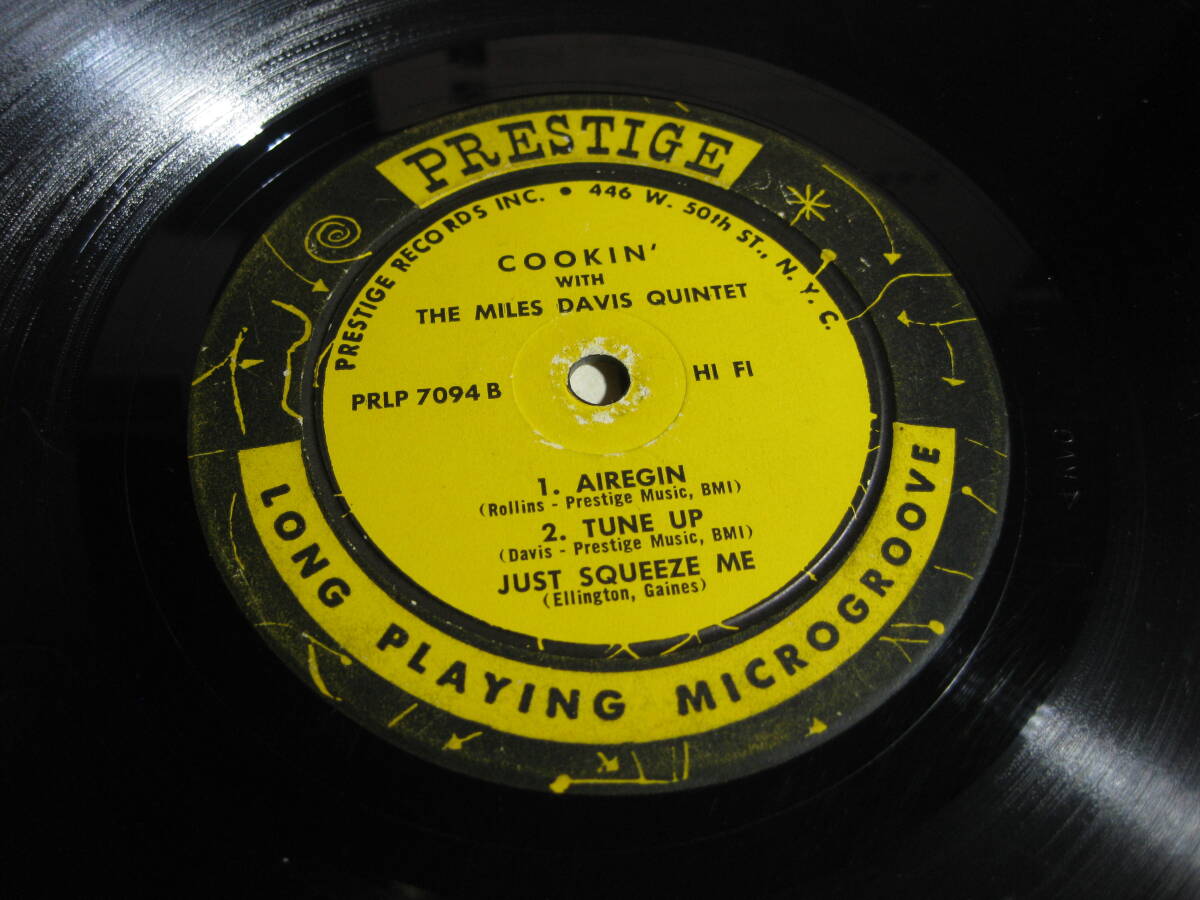 PRESTIGE
PRESTIGE RECORDS INC. • 446 W. 50th ST., N.Y.C.
COOKIN'
WITH
THE MILES DAVIS QUINTET
PRLP 7094 B
HI FI
1. AIREGIN
(Rollins - Prestige Music, BMI)
2. TUNE UP
(Davis - Prestige Music, BMI)
JUST SQUEEZE ME
(Ellington, Gaines)
LONG PLAYING MICROGROOVE